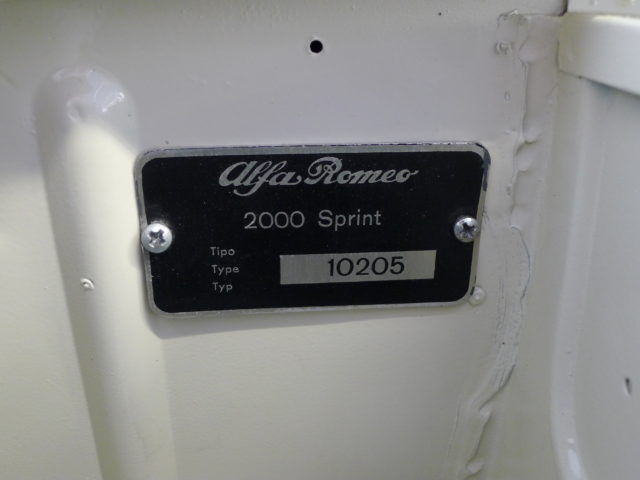 Alfa Romeo
2000 Sprint
Tipo
Type 10205
Typ